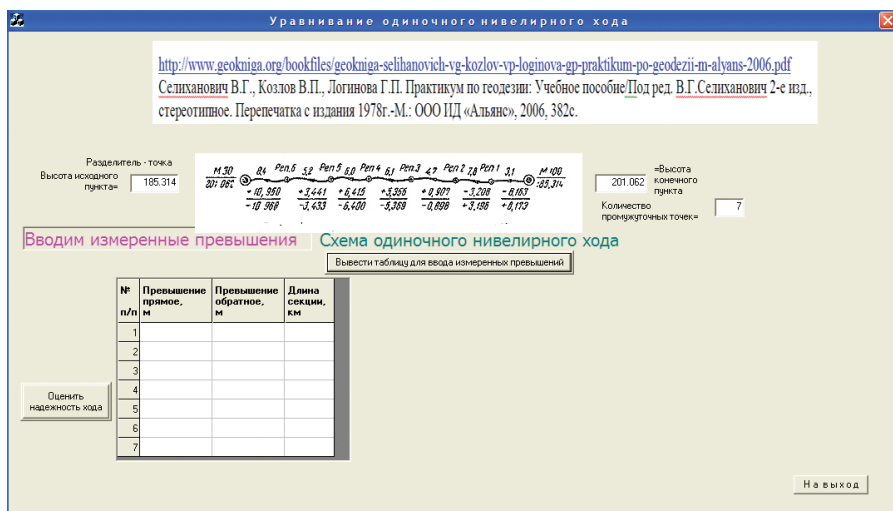 Уравнивание одиночного нивелирного хода
http://www.geokniga.org/bookfiles/geokniga-selihanovich-vg-kozlov-vp-loginova-gp-praktikum-po-geodezii-m-alyans-2006.pdf
Селиханович В.Г., Козлов В.П., Логинова Г.П. Практикум по геодезии: Учебное пособие/Под ред. В.Г.Селиханович 2-е изд.,
стереотипное. Перепечатка с издания 1978г.-М.: ООО ИД «Альянс», 2006, 382с.
Разделитель - точка
Высота исходного
пункта=
185.314
М 30 8,4 Реп.6 5,2 Реп 5 6,0 Реп 4 6,1 Реп.3 4,7 Реп 2 7,8 Реп 1 3,1 М 100
201 062 :85,314
+10,950 +3,441 +6,415 +5,356 +0,907 -3,208 -8,163
-10 968 -3,433 -6,400 -5,369 -0,898 +3,196 +8,173
201.062
=Высота
конечного
пункта
Количество
промужуточных точек=
7
Вводим измеренные превышения
Схема одиночного нивелирного хода
Вывести таблицу для ввода измеренных превышений
№ п/п Превышение прямое, м Превышение обратное, м Длина секции, км
1
2
3
4
5
6
7
Оценить
надежность хода
На выход